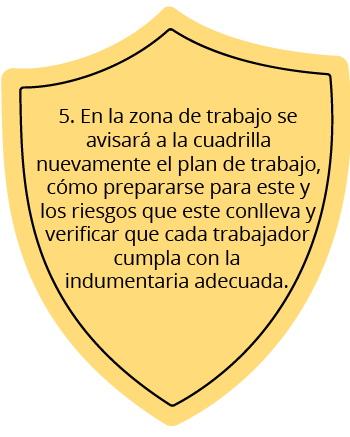 5. En la zona de trabajo se
avisará a la cuadrilla
nuevamente el plan de trabajo,
cómo prepararse para este y
los riesgos que este conlleva y
verificar que cada trabajador
cumpla con la
indumentaria adecuada.